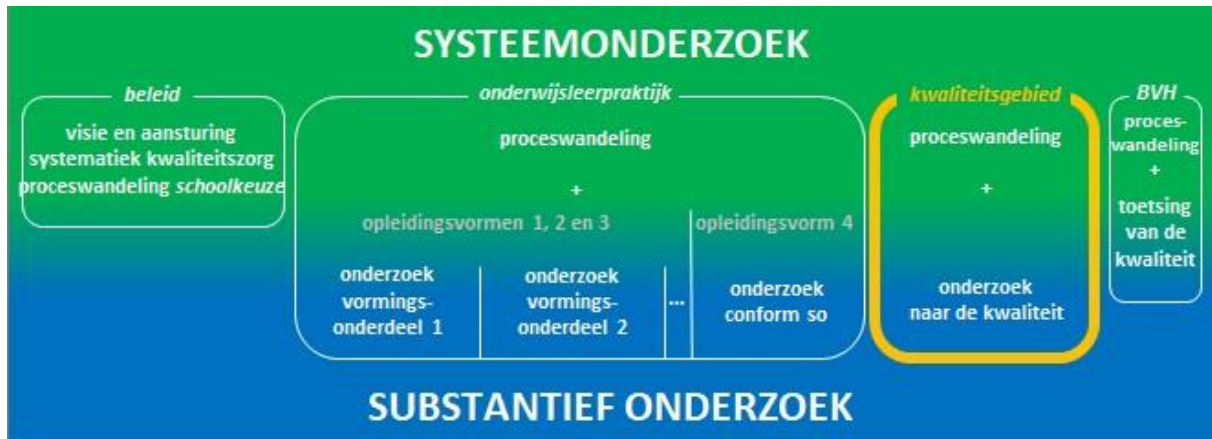 SYSTEEMONDERZOEK
beleid
visie en aansturing
systematiek kwaliteitszorg
proceswandeling schoolkeuze
onderwijsleerpraktijk
proceswandeling
+
opleidingsvormen 1, 2 en 3
onderzoek
vormings-
onderdeel 1
onderzoek
vormings-
onderdeel 2
...
opleidingsvorm 4
onderzoek
conform so
kwaliteitsgebied
proceswandeling
+
onderzoek
naar de kwaliteit
BVH
proces-
wandeling
+
toetsing
van de
kwaliteit
SUBSTANTIEF ONDERZOEK